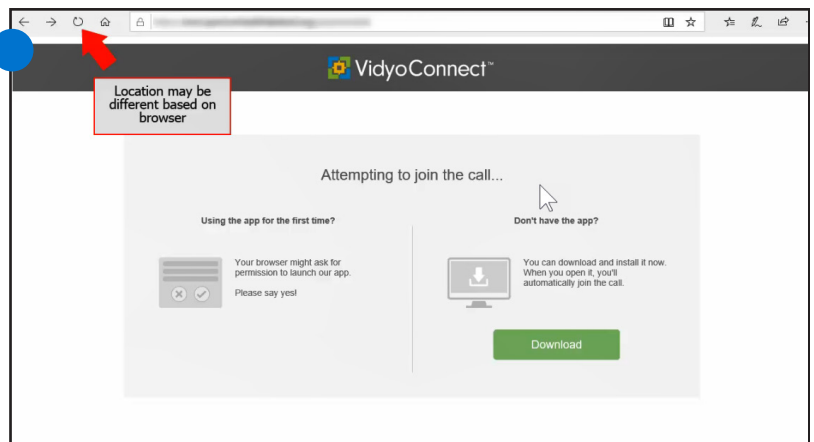 VidyoConnect™
Location may be
different based on
browser
Attempting to join the call...
Using the app for the first time?
Your browser might ask for
permission to launch our app.
Please say yes!
Don't have the app?
You can download and install it now.
When you open it, you'll
automatically join the call.
Download